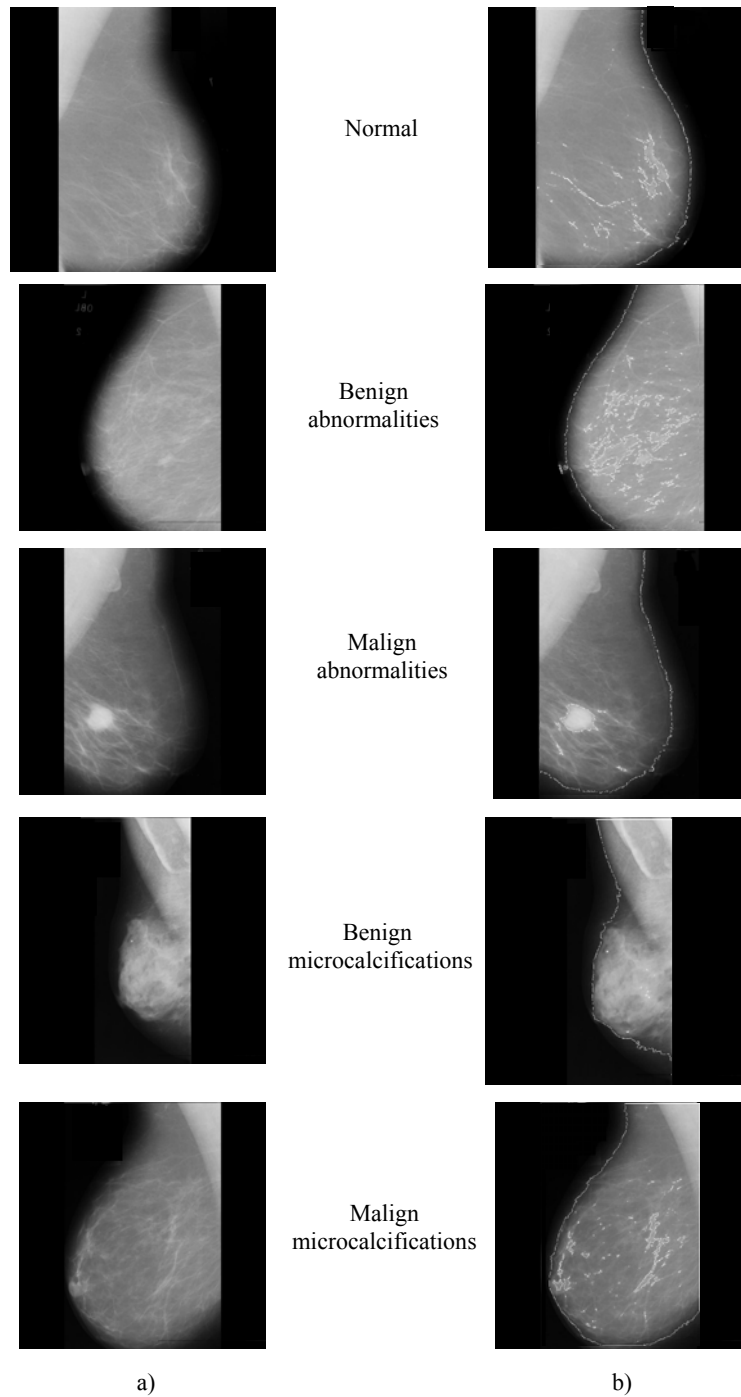 Normal
Benign
abnormalities
Malign
abnormalities
Benign
microcalcifications
Malign
microcalcifications
a)
b)